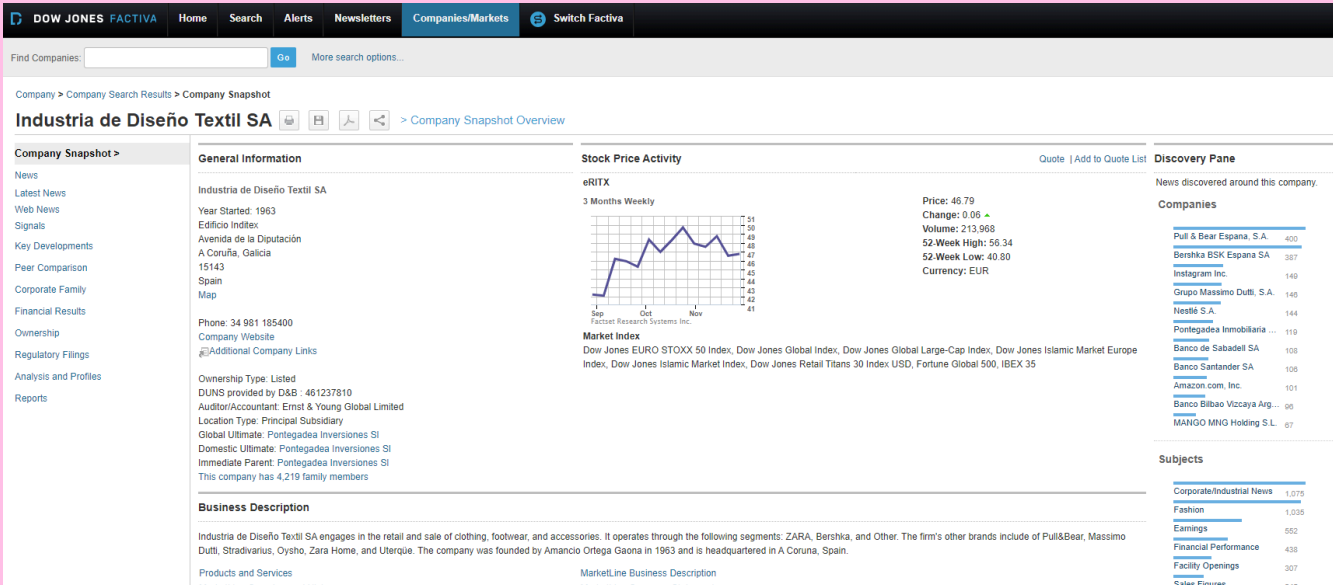 DOW JONES FACTIVA
Home Search Alerts Newsletters Companies/Markets Switch Factiva
Find Companies: Go More search options...
Company > Company Search Results > Company Snapshot
Industria de Diseño Textil SA > Company Snapshot Overview
Company Snapshot >
News
Latest News
Web News
Signals
Key Developments
Peer Comparison
Corporate Family
Financial Results
Ownership
Regulatory Filings
Analysis and Profiles
Reports
General Information
Industria de Diseño Textil SA
Year Started: 1963
Edificio Inditex
Avenida de la Diputación
A Coruña, Galicia
15143
Spain
Map
Phone: 34 981 185400
Company Website
Additional Company Links
Ownership Type: Listed
DUNS provided by D&B : 461237810
Auditor/Accountant: Ernst & Young Global Limited
Location Type: Principal Subsidiary
Global Ultimate: Pontegadea Inversiones Sl
Domestic Ultimate: Pontegadea Inversiones Sl
Immediate Parent: Pontegadea Inversiones Sl
This company has 4,219 family members
Stock Price Activity
Quote | Add to Quote List
eRITX
3 Months Weekly
51
50
49
48
47
46
45
44
43
42
41
Sep Oct Nov
Factset Research Systems Inc.
Price: 46.79
Change: 0.06
Volume: 213,968
52-Week High: 56.34
52-Week Low: 40.80
Currency: EUR
Market Index
Dow Jones EURO STOXX 50 Index, Dow Jones Global Index, Dow Jones Global Large-Cap Index, Dow Jones Islamic Market Europe
Index, Dow Jones Islamic Market Index, Dow Jones Retail Titans 30 Index USD, Fortune Global 500, IBEX 35
Business Description
Industria de Diseño Textil SA engages in the retail and sale of clothing, footwear, and accessories. It operates through the following segments: ZARA, Bershka, and Other. The firm's other brands include of Pull&Bear, Massimo
Dutti, Stradivarius, Oysho, Zara Home, and Uterqüe. The company was founded by Amancio Ortega Gaona in 1963 and is headquartered in A Coruna, Spain.
Products and Services
MarketLine Business Description
Discovery Pane
News discovered around this company.
Companies
Pull & Bear Espana, S.A. 400
Bershka BSK Espana SA 387
Instagram Inc. 149
Grupo Massimo Dutti, S.A. 146
Nestlé S.A. 144
Pontegadea Inmobiliaria ... 119
Banco de Sabadell SA 108
Banco Santander SA 106
Amazon.com, Inc. 101
Banco Bilbao Vizcaya Arg... 96
MANGO MNG Holding S.L. 67
Subjects
Corporate/Industrial News 1,075
Fashion 1,035
Earnings 552
Financial Performance 438
Facility Openings 307
Sales Figures